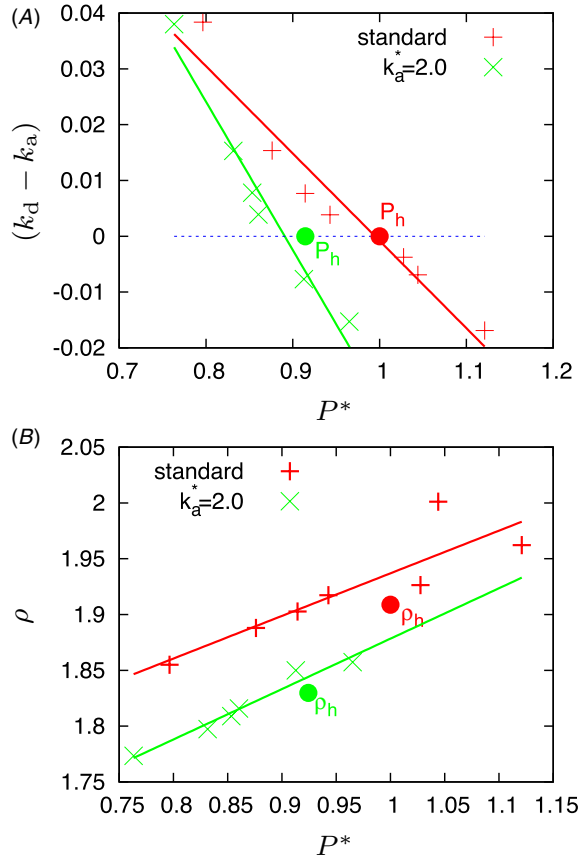 (A)
0.04
0.03
0.02
0.01
0
-0.01
-0.02
(k_d − k_a)
standard
k_a^*=2.0
P_h
P_h
0.7 0.8 0.9 1 1.1 1.2
P*
(B)
2.05
2
1.95
1.9
1.85
1.8
1.75
ρ
standard
k_a^*=2.0
ρ_h
ρ_h
0.75 0.8 0.85 0.9 0.95 1 1.05 1.1 1.15
P*